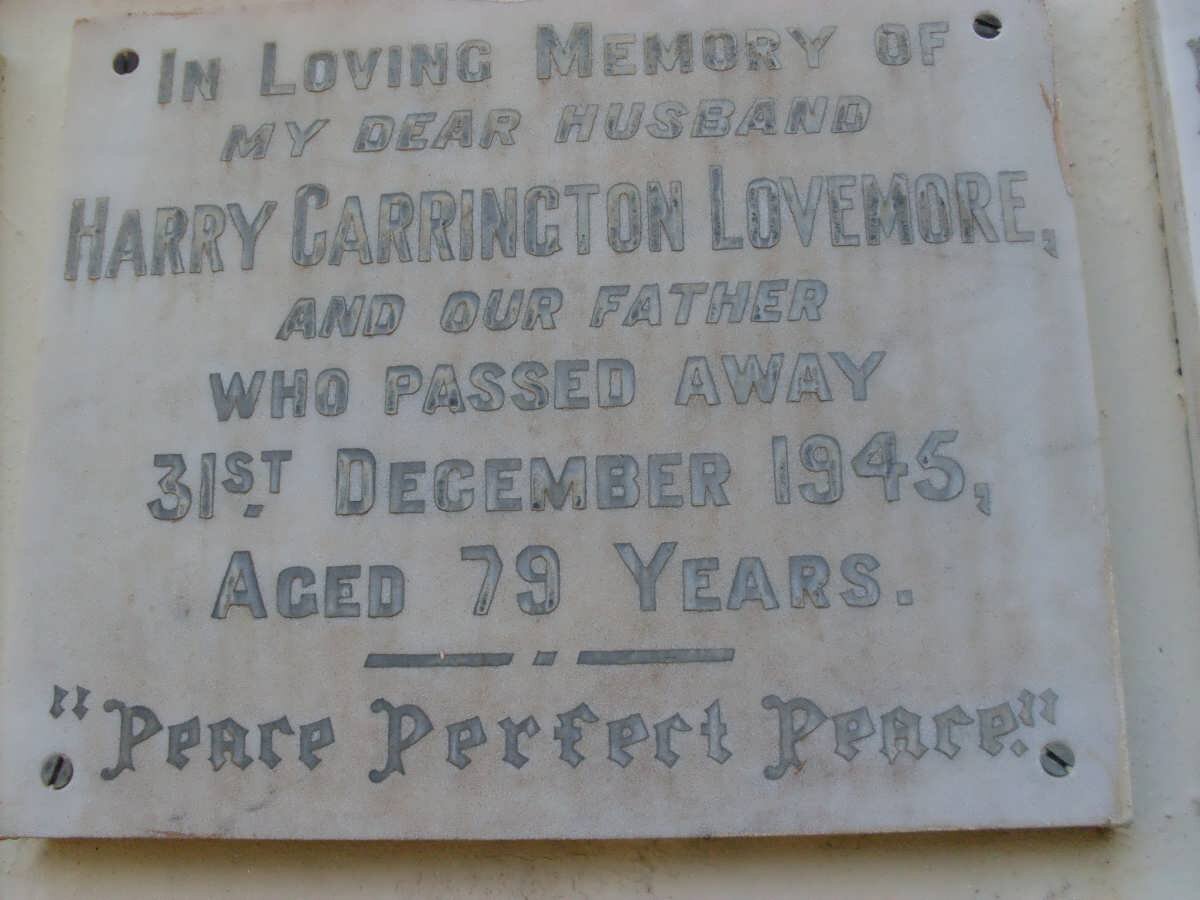 IN LOVING MEMORY OF
MY DEAR HUSBAND
HARRY CARRINGTON LOVEMORE,
AND OUR FATHER
WHO PASSED AWAY
31ST DECEMBER 1945,
AGED 79 YEARS.
"Peace Perfect Peace."